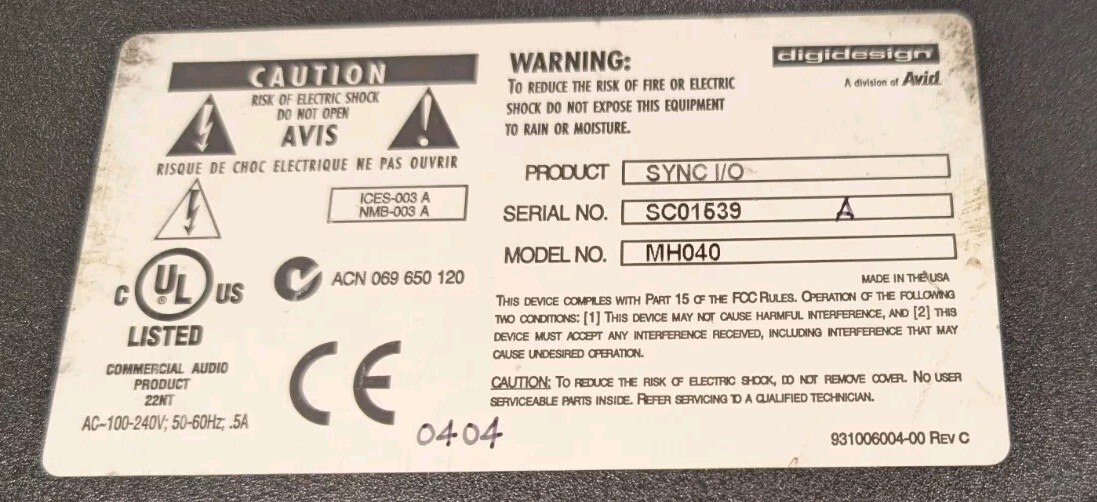 CAUTION
RISK OF ELECTRIC SHOCK
DO NOT OPEN
AVIS
RISQUE DE CHOC ELECTRIQUE NE PAS OUVRIR
ICES-003 A
NMB-003 A
C UL® US
LISTED
ACN 069 650 120
COMMERCIAL AUDIO
PRODUCT
22NT
AC~100-240V; 50-60Hz; .5A
CE
0404
WARNING:
TO REDUCE THE RISK OF FIRE OR ELECTRIC
SHOCK DO NOT EXPOSE THIS EQUIPMENT
TO RAIN OR MOISTURE.
digidesign
A division of Avid
PRODUCT SYNC I/O
SERIAL NO. SC01539 A
MODEL NO. MH040
MADE IN THE USA
THIS DEVICE COMPLIES WITH PART 15 OF THE FCC RULES. OPERATION OF THE FOLLOWING
TWO CONDITIONS: [1] THIS DEVICE MAY NOT CAUSE HARMFUL INTERFERENCE, AND [2] THIS
DEVICE MUST ACCEPT ANY INTERFERENCE RECEIVED, INCLUDING INTERFERENCE THAT MAY
CAUSE UNDESIRED OPERATION.
CAUTION: TO REDUCE THE RISK OF ELECTRIC SHOCK, DO NOT REMOVE COVER. NO USER
SERVICEABLE PARTS INSIDE. REFER SERVICING TO A QUALIFIED TECHNICIAN.
931006004-00 REV C